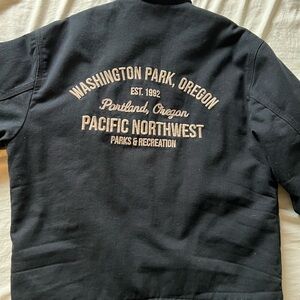 WASHINGTON PARK, OREGON
EST. 1992
Portland, Oregon
PACIFIC NORTHWEST
PARKS & RECREATION